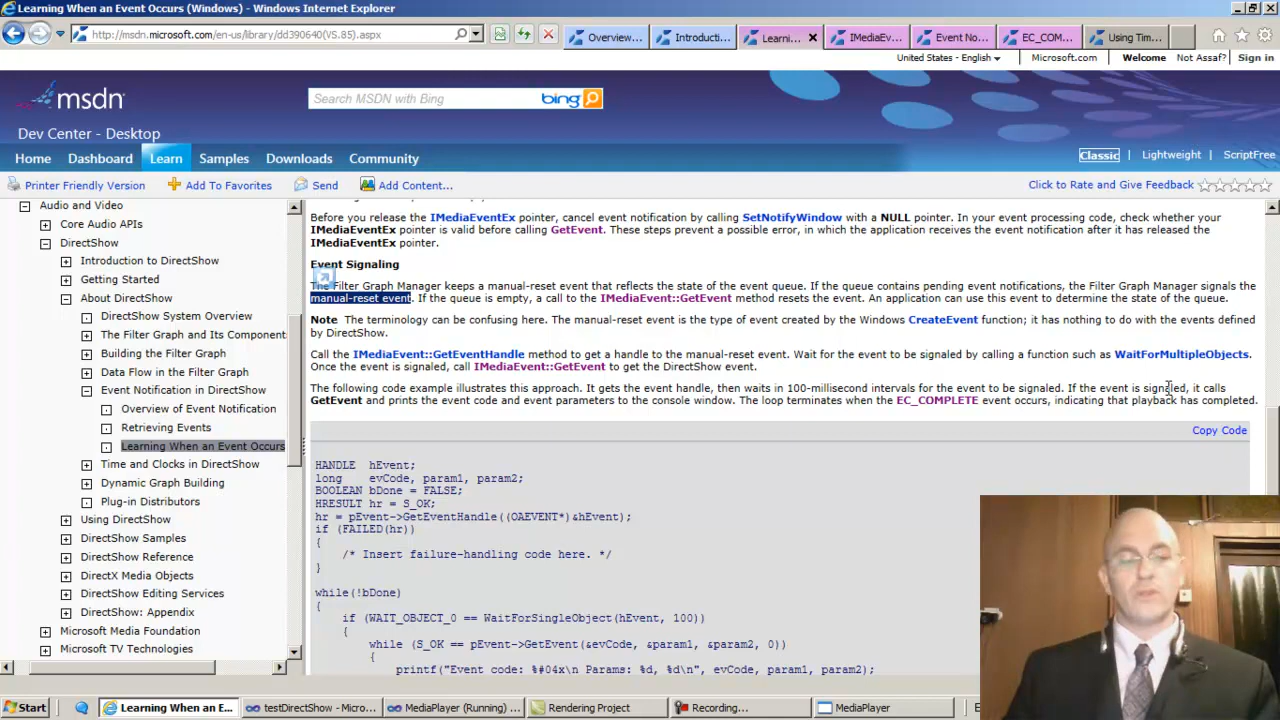 Learning When an Event Occurs (Windows) - Windows Internet Explorer
http://msdn.microsoft.com/en-us/library/dd390640(VS.85).aspx
Overview... Introducti... Learni... IMediaEv... Event No... EC_COM... Using Tim...
United States - English Microsoft.com Welcome Not Assaf? Sign in
msdn
Search MSDN with Bing bing
Dev Center - Desktop
Home Dashboard Learn Samples Downloads Community
Classic | Lightweight | ScriptFree
Printer Friendly Version Add To Favorites Send Add Content...
Click to Rate and Give Feedback
Audio and Video
Core Audio APIs
DirectShow
Introduction to DirectShow
Getting Started
About DirectShow
DirectShow System Overview
The Filter Graph and Its Components
Building the Filter Graph
Data Flow in the Filter Graph
Event Notification in DirectShow
Overview of Event Notification
Retrieving Events
Learning When an Event Occurs
Time and Clocks in DirectShow
Dynamic Graph Building
Plug-in Distributors
Using DirectShow
DirectShow Samples
DirectShow Reference
DirectX Media Objects
DirectShow Editing Services
DirectShow: Appendix
Microsoft Media Foundation
Microsoft TV Technologies
Before you release the IMediaEventEx pointer, cancel event notification by calling SetNotifyWindow with a NULL pointer. In your event processing code, check whether your
IMediaEventEx pointer is valid before calling GetEvent. These steps prevent a possible error, in which the application receives the event notification after it has released the
IMediaEventEx pointer.
Event Signaling
The Filter Graph Manager keeps a manual-reset event that reflects the state of the event queue. If the queue contains pending event notifications, the Filter Graph Manager signals the
manual-reset event. If the queue is empty, a call to the IMediaEvent::GetEvent method resets the event. An application can use this event to determine the state of the queue.
Note The terminology can be confusing here. The manual-reset event is the type of event created by the Windows CreateEvent function; it has nothing to do with the events defined
by DirectShow.
Call the IMediaEvent::GetEventHandle method to get a handle to the manual-reset event. Wait for the event to be signaled by calling a function such as WaitForMultipleObjects.
Once the event is signaled, call IMediaEvent::GetEvent to get the DirectShow event.
The following code example illustrates this approach. It gets the event handle, then waits in 100-millisecond intervals for the event to be signaled. If the event is signaled, it calls
GetEvent and prints the event code and event parameters to the console window. The loop terminates when the EC_COMPLETE event occurs, indicating that playback has completed.
Copy Code
HANDLE hEvent;
long evCode, param1, param2;
BOOLEAN bDone = FALSE;
HRESULT hr = S_OK;
hr = pEvent->GetEventHandle((OAEVENT*)&hEvent);
if (FAILED(hr))
{
/* Insert failure-handling code here. */
}
while(!bDone)
{
if (WAIT_OBJECT_0 == WaitForSingleObject(hEvent, 100))
{
while (S_OK == pEvent->GetEvent(&evCode, &param1, &param2, 0))
{
printf("Event code: %#04x\n Params: %d, %d\n", evCode, param1, param2);
Start Learning When an E... testDirectShow - Micro... MediaPlayer (Running) ... Rendering Project Recording... MediaPlayer